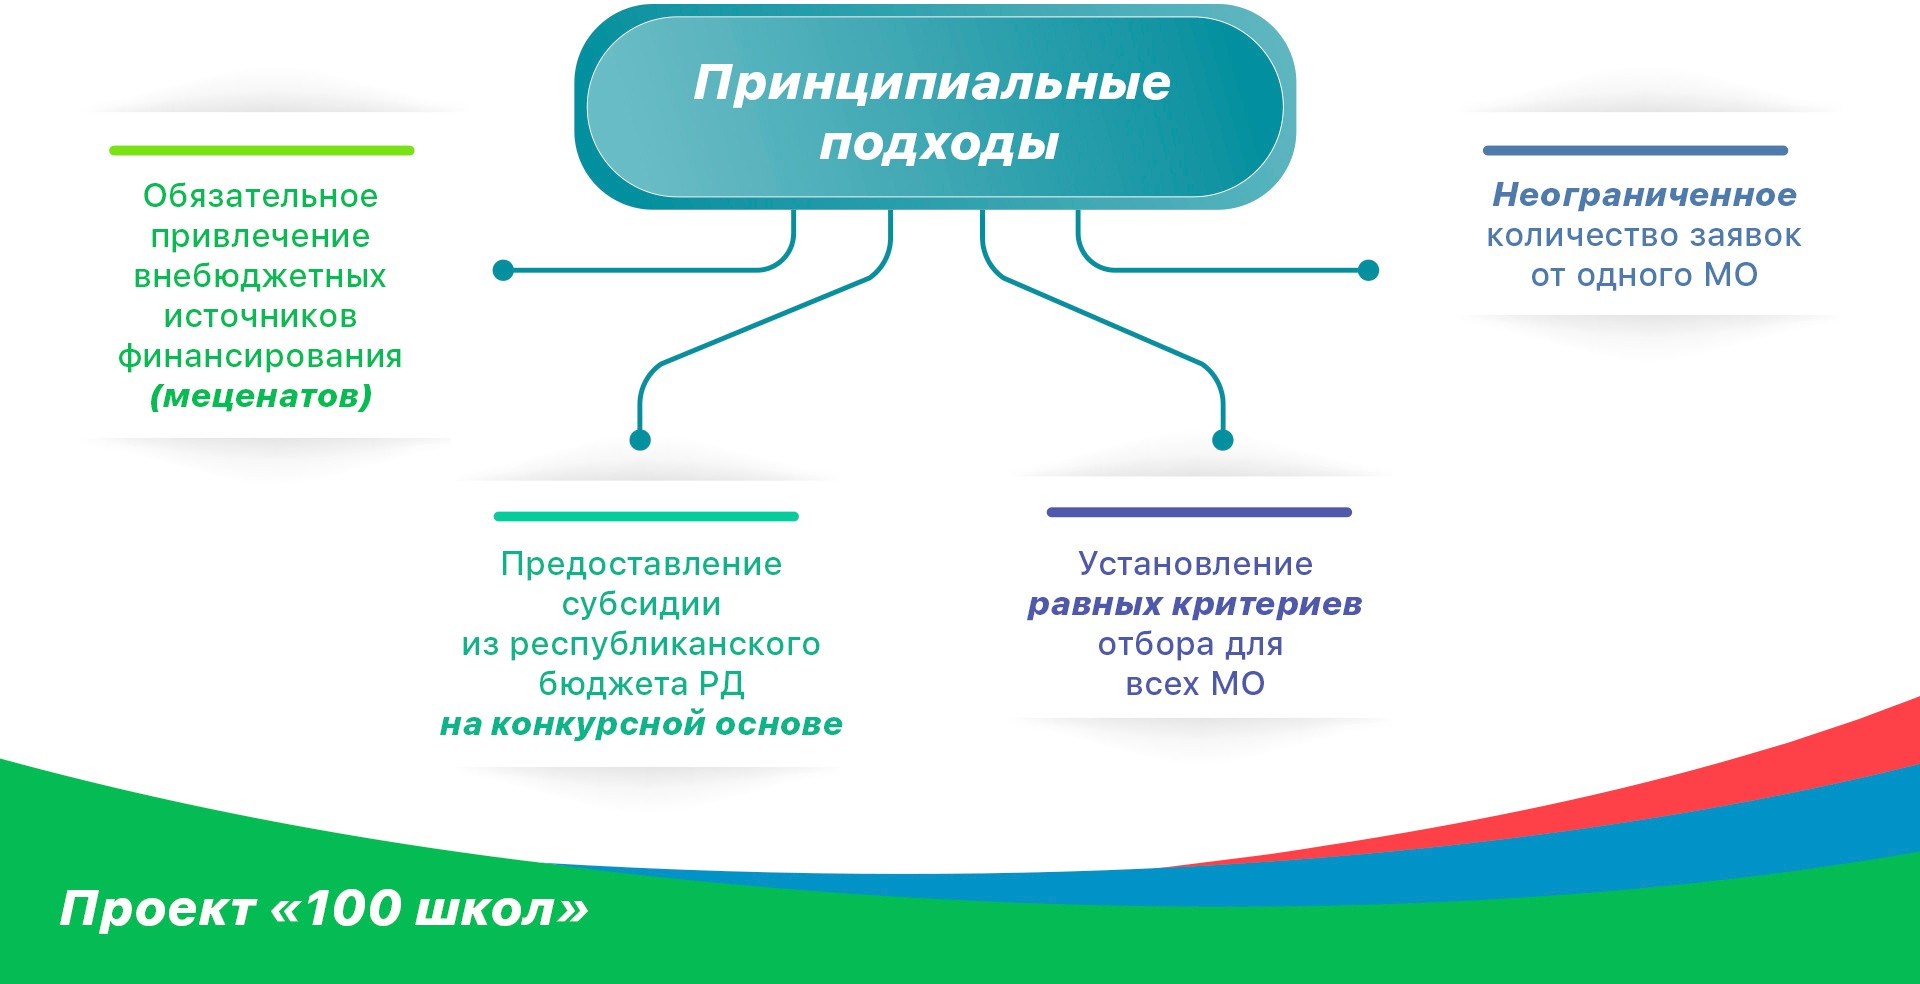 Принципиальные
подходы
Обязательное
привлечение
внебюджетных
источников
финансирования
(меценатов)
Предоставление
субсидии
из республиканского
бюджета РД
на конкурсной основе
Установление
равных критериев
отбора для
всех МО
Неограниченное
количество заявок
от одного МО
Проект «100 школ»